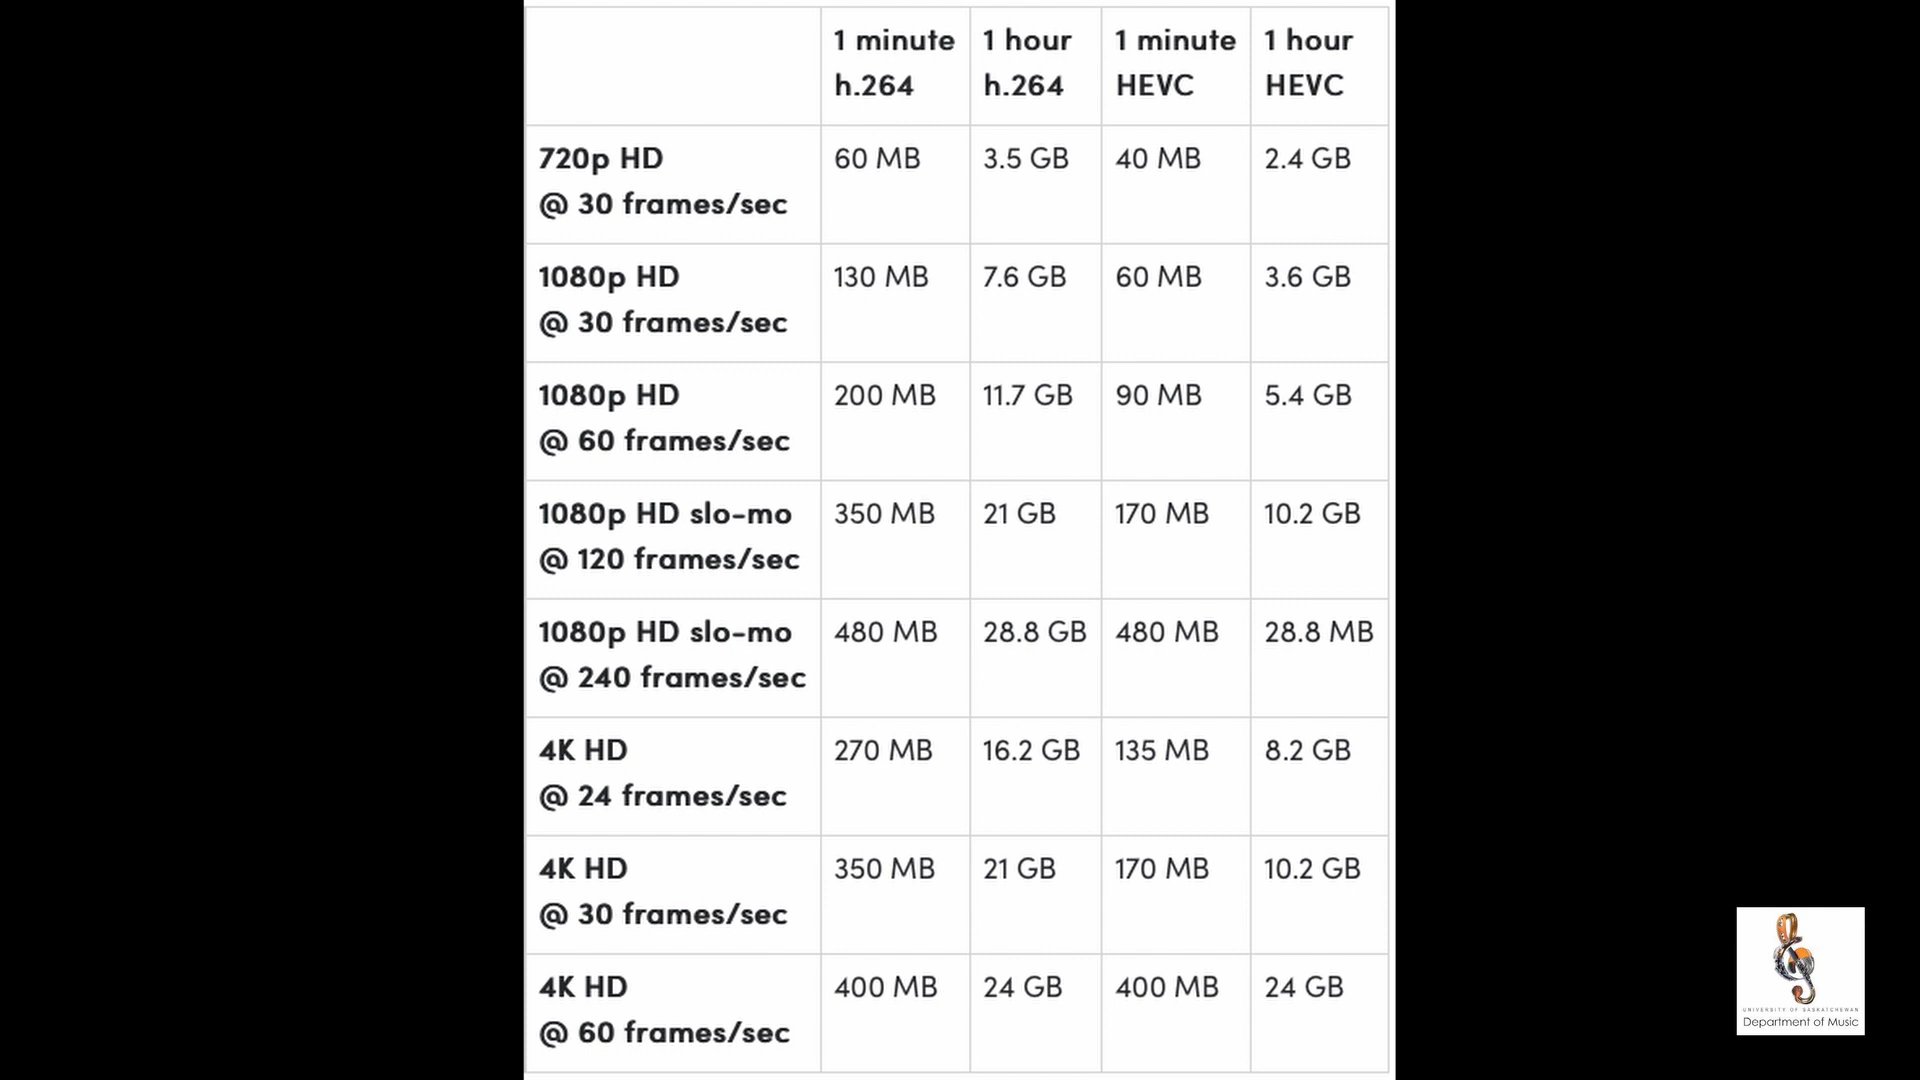 1 minute h.264 1 hour h.264 1 minute HEVC 1 hour HEVC
720p HD @ 30 frames/sec 60 MB 3.5 GB 40 MB 2.4 GB
1080p HD @ 30 frames/sec 130 MB 7.6 GB 60 MB 3.6 GB
1080p HD @ 60 frames/sec 200 MB 11.7 GB 90 MB 5.4 GB
1080p HD slo-mo @ 120 frames/sec 350 MB 21 GB 170 MB 10.2 GB
1080p HD slo-mo @ 240 frames/sec 480 MB 28.8 GB 480 MB 28.8 MB
4K HD @ 24 frames/sec 270 MB 16.2 GB 135 MB 8.2 GB
4K HD @ 30 frames/sec 350 MB 21 GB 170 MB 10.2 GB
4K HD @ 60 frames/sec 400 MB 24 GB 400 MB 24 GB
UNIVERSITY OF SASKATCHEWAN
Department of Music